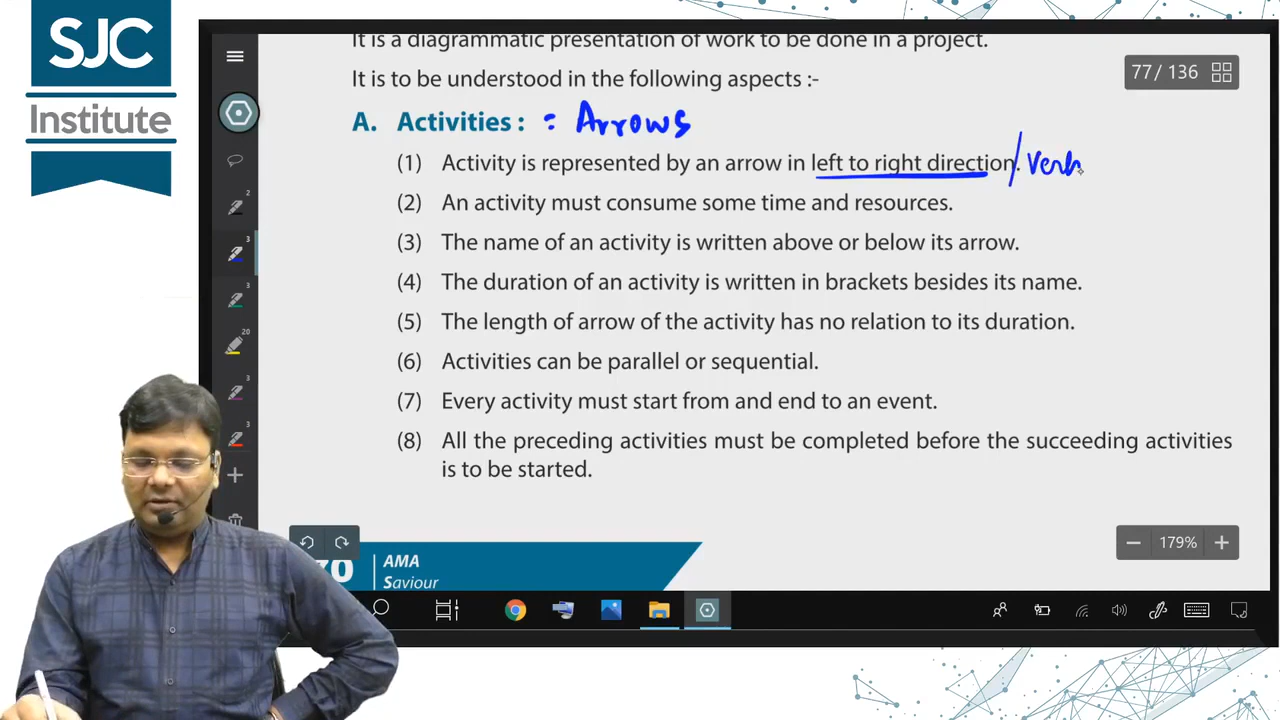 SJC
Institute
It is a diagrammatic presentation of work to be done in a project.
It is to be understood in the following aspects :-
77 / 136
A. Activities : = Arrows
(1) Activity is represented by an arrow in left to right direction. / Verb
(2) An activity must consume some time and resources.
(3) The name of an activity is written above or below its arrow.
(4) The duration of an activity is written in brackets besides its name.
(5) The length of arrow of the activity has no relation to its duration.
(6) Activities can be parallel or sequential.
(7) Every activity must start from and end to an event.
(8) All the preceding activities must be completed before the succeeding activities
is to be started.
2
3
3
20
3
3
AMA
Saviour
179%